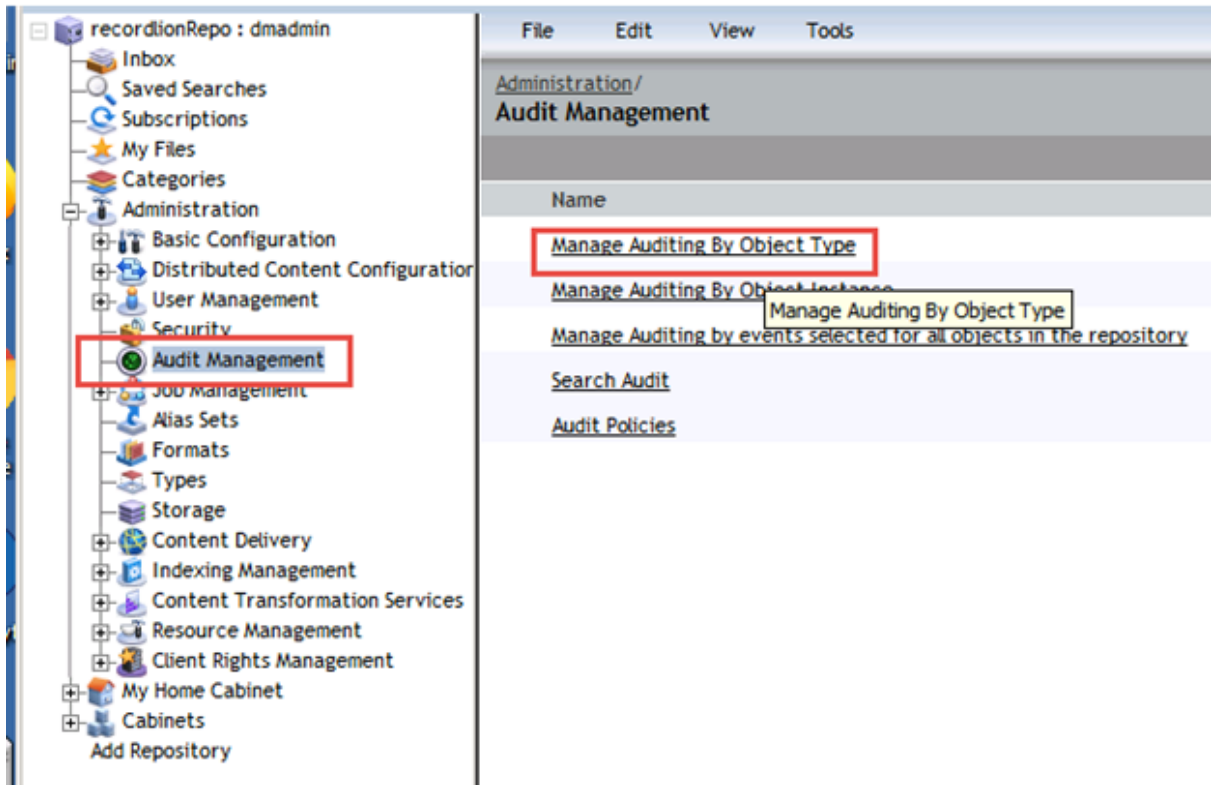 recordlionRepo : dmadmin
Inbox
Saved Searches
Subscriptions
My Files
Categories
Administration
Basic Configuration
Distributed Content Configuration
User Management
Security
Audit Management
Job Management
Alias Sets
Formats
Types
Storage
Content Delivery
Indexing Management
Content Transformation Services
Resource Management
Client Rights Management
My Home Cabinet
Cabinets
Add Repository
File Edit View Tools
Administration/
Audit Management
Name
Manage Auditing By Object Type
Manage Auditing By Object Instance
Manage Auditing By Object Type
Manage Auditing by events selected for all objects in the repository
Search Audit
Audit Policies